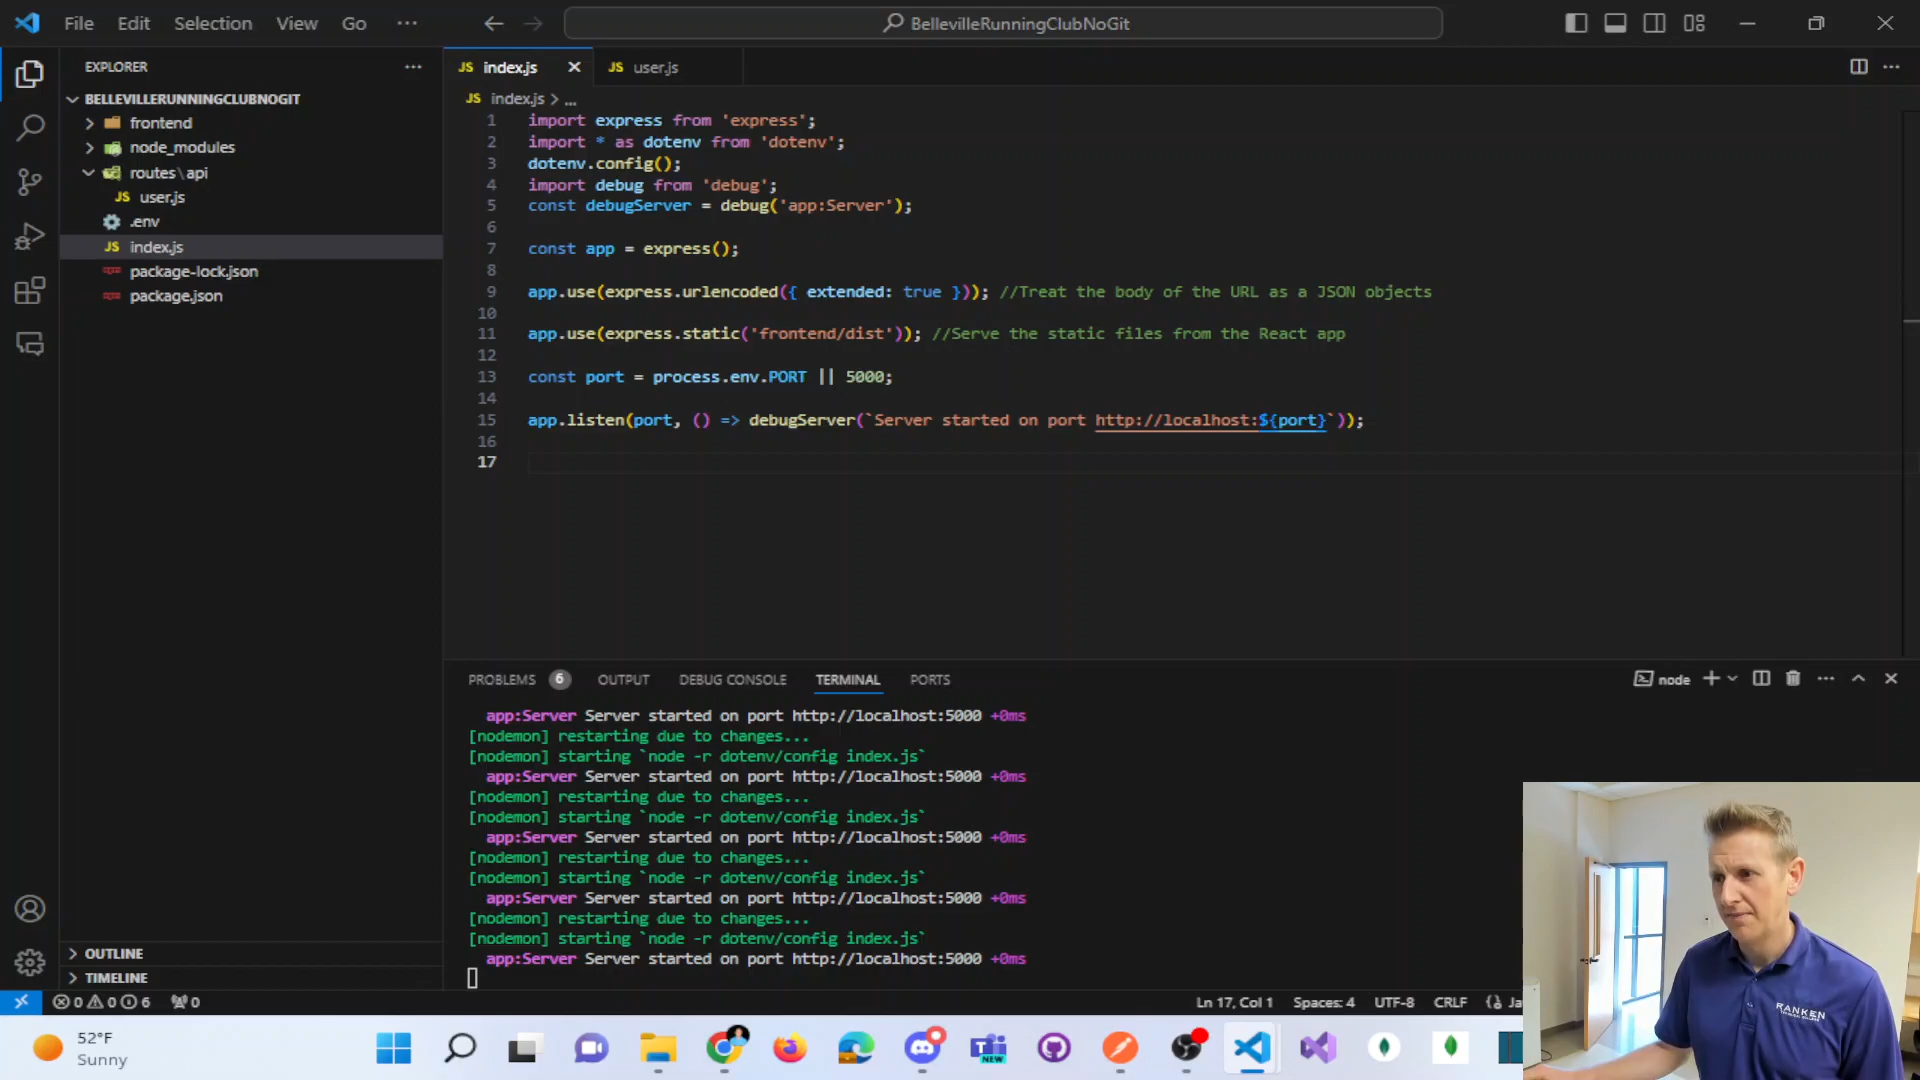 File Edit Selection View Go ···
BellevilleRunningClubNoGit
EXPLORER
BELLEVILLERUNNINGCLUBNOGIT
frontend
node_modules
routes\api
JS user.js
.env
JS index.js
package-lock.json
package.json
OUTLINE
TIMELINE
JS index.js
JS user.js
JS index.js > ...
1 import express from 'express';
2 import * as dotenv from 'dotenv';
3 dotenv.config();
4 import debug from 'debug';
5 const debugServer = debug('app:Server');
6
7 const app = express();
8
9 app.use(express.urlencoded({ extended: true })); //Treat the body of the URL as a JSON objects
10
11 app.use(express.static('frontend/dist')); //Serve the static files from the React app
12
13 const port = process.env.PORT || 5000;
14
15 app.listen(port, () => debugServer(`Server started on port http://localhost:${port}`));
16
17
PROBLEMS 6 OUTPUT DEBUG CONSOLE TERMINAL PORTS
node
app:Server Server started on port http://localhost:5000 +0ms
[nodemon] restarting due to changes...
[nodemon] starting `node -r dotenv/config index.js`
app:Server Server started on port http://localhost:5000 +0ms
[nodemon] restarting due to changes...
[nodemon] starting `node -r dotenv/config index.js`
app:Server Server started on port http://localhost:5000 +0ms
[nodemon] restarting due to changes...
[nodemon] starting `node -r dotenv/config index.js`
app:Server Server started on port http://localhost:5000 +0ms
[nodemon] restarting due to changes...
[nodemon] starting `node -r dotenv/config index.js`
app:Server Server started on port http://localhost:5000 +0ms
0 0 6 0
Ln 17, Col 1 Spaces: 4 UTF-8 CRLF {} Ja
RANKEN
52°F
Sunny
NEW